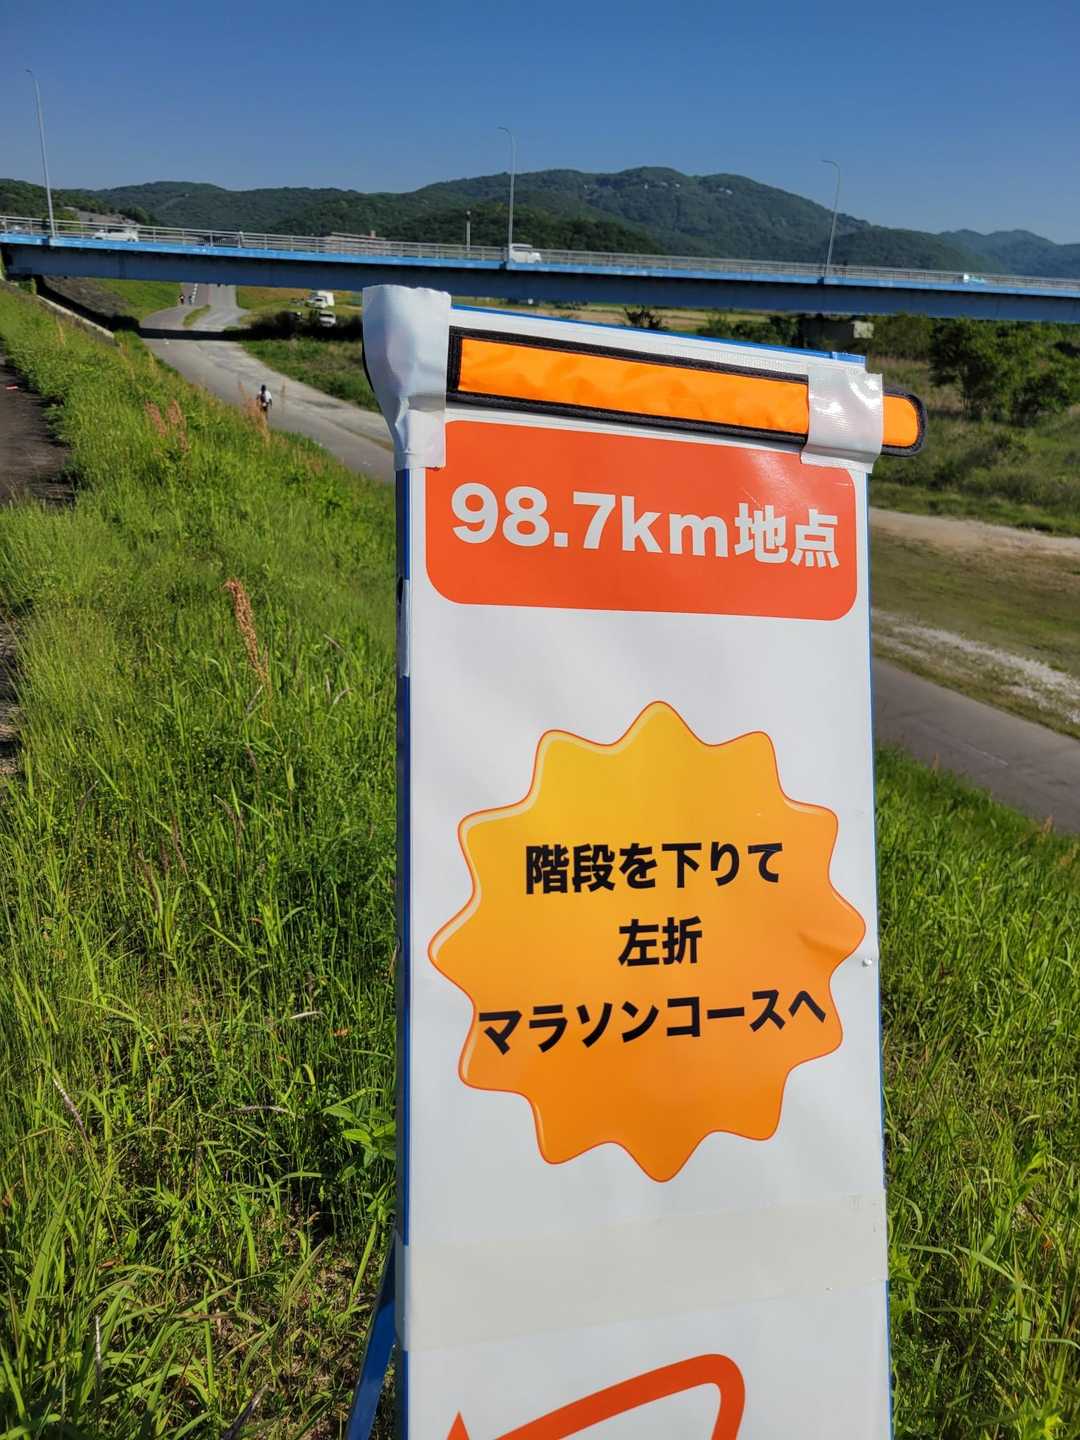 98.7km地点
階段を下りて
左折
マラソンコースへ